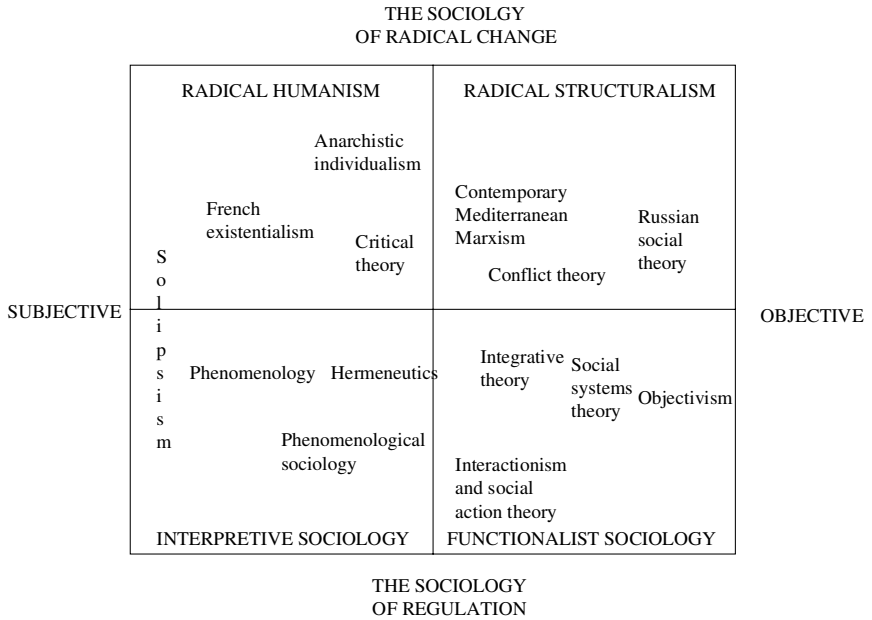 THE SOCIOLGY
OF RADICAL CHANGE
RADICAL HUMANISM
RADICAL STRUCTURALISM
Anarchistic
individualism
French
existentialism
Critical
theory
Contemporary
Mediterranean
Marxism
Russian
social
theory
Conflict theory
Solipsism
SUBJECTIVE
OBJECTIVE
Phenomenology
Hermeneutics
Phenomenological
sociology
Integrative
theory
Social
systems
theory
Objectivism
Interactionism
and social
action theory
INTERPRETIVE SOCIOLOGY
FUNCTIONALIST SOCIOLOGY
THE SOCIOLOGY
OF REGULATION